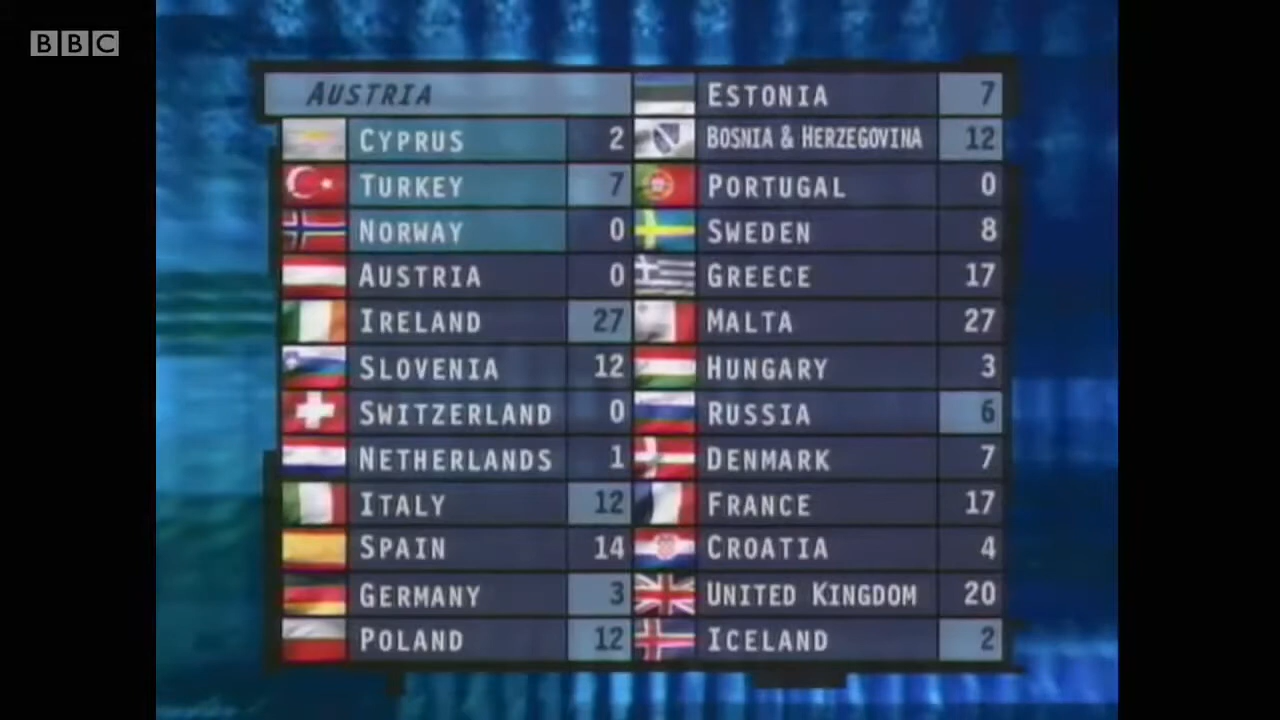 BBC
AUSTRIA
CYPRUS 2
TURKEY 7
NORWAY 0
AUSTRIA 0
IRELAND 27
SLOVENIA 12
SWITZERLAND 0
NETHERLANDS 1
ITALY 12
SPAIN 14
GERMANY 3
POLAND 12
ESTONIA 7
BOSNIA & HERZEGOVINA 12
PORTUGAL 0
SWEDEN 8
GREECE 17
MALTA 27
HUNGARY 3
RUSSIA 6
DENMARK 7
FRANCE 17
CROATIA 4
UNITED KINGDOM 20
ICELAND 2